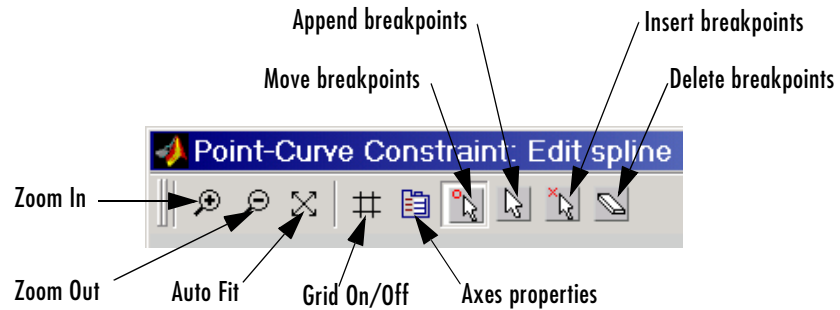 Append breakpoints
Insert breakpoints
Move breakpoints
Delete breakpoints
Point-Curve Constraint: Edit spline
Zoom In
Zoom Out
Auto Fit
Grid On/Off
Axes properties